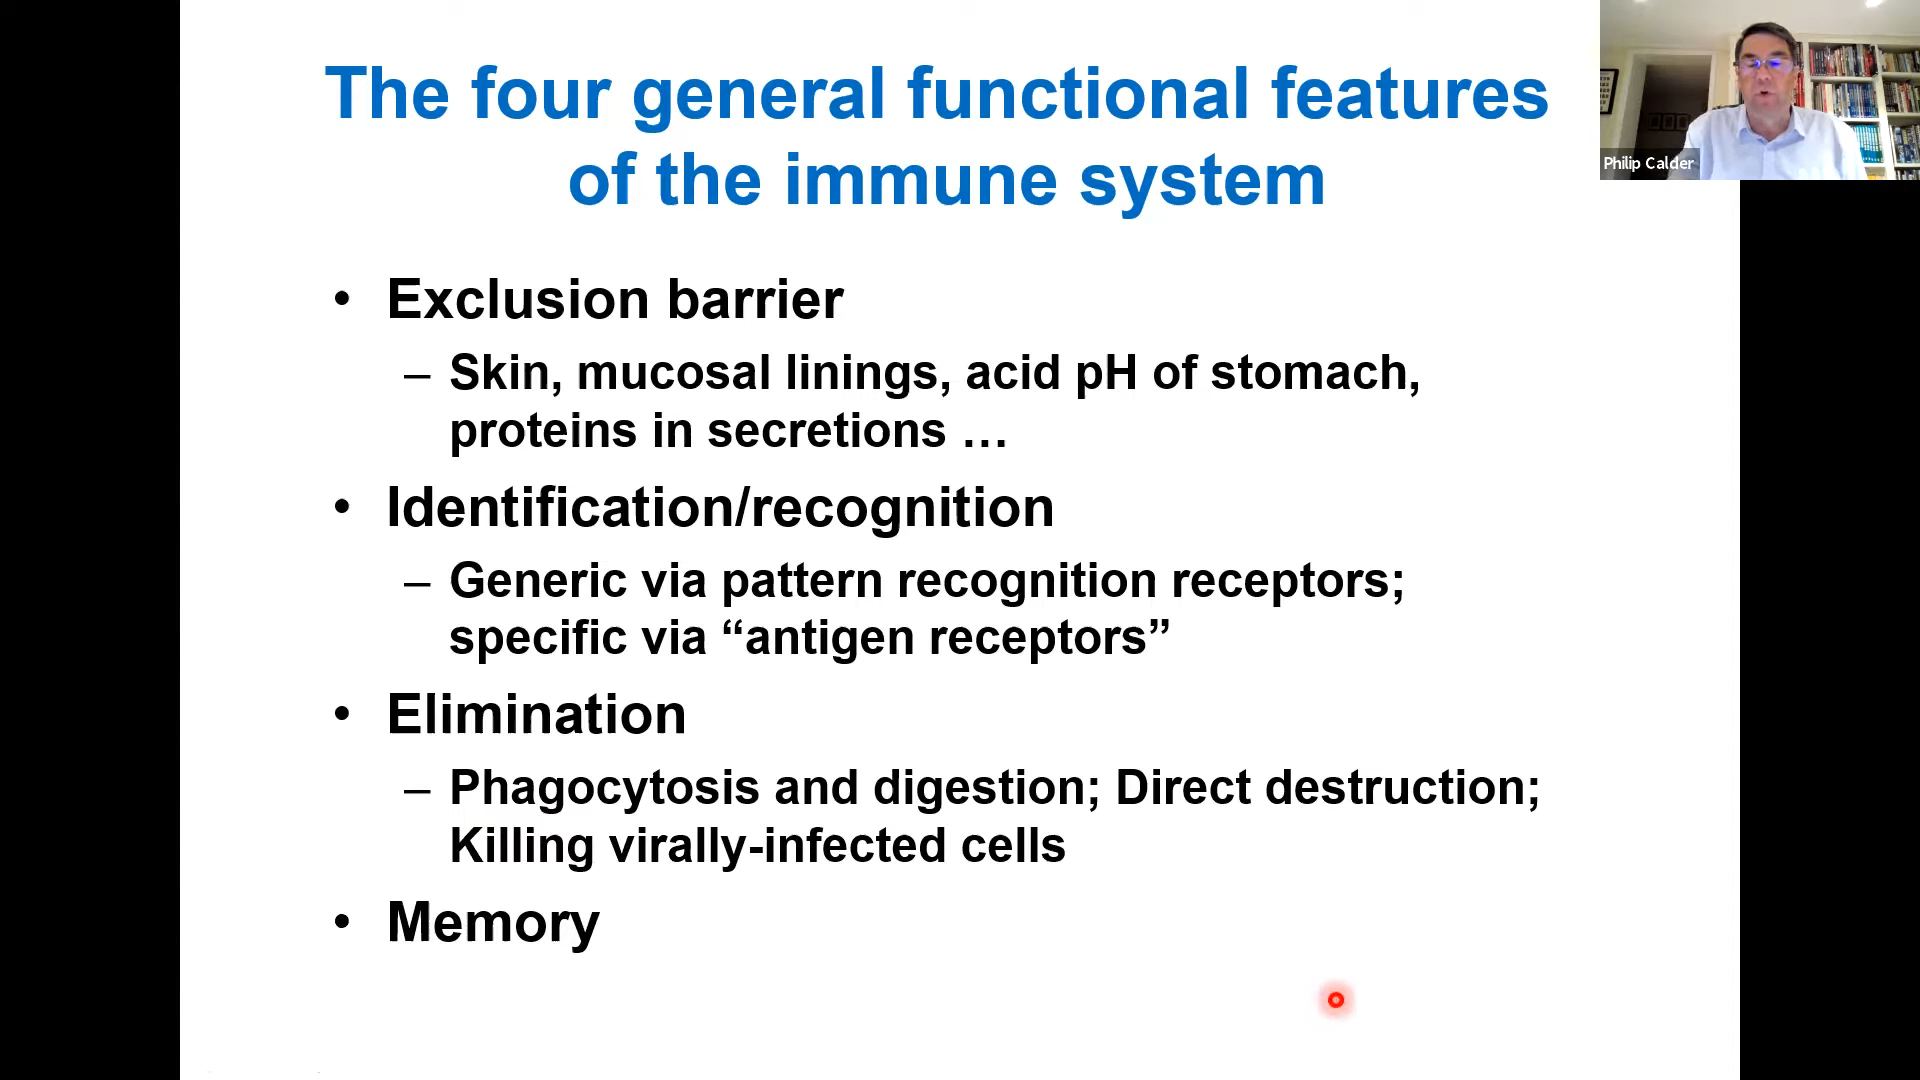 The four general functional features
of the immune system
Philip Calder
• Exclusion barrier
– Skin, mucosal linings, acid pH of stomach,
proteins in secretions …
• Identification/recognition
– Generic via pattern recognition receptors;
specific via “antigen receptors”
• Elimination
– Phagocytosis and digestion; Direct destruction;
Killing virally-infected cells
• Memory